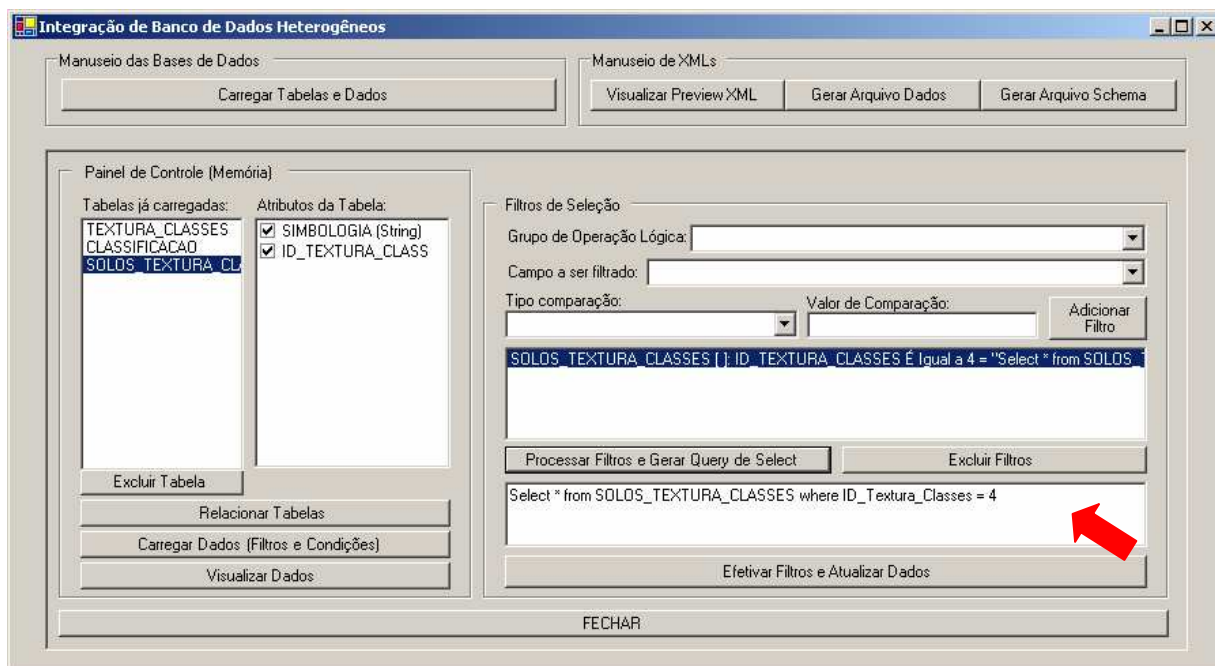 Integração de Banco de Dados Heterogêneos
Manuseio das Bases de Dados
Carregar Tabelas e Dados
Manuseio de XMLs
Visualizar Preview XML
Gerar Arquivo Dados
Gerar Arquivo Schema
Painel de Controle (Memória)
Tabelas já carregadas:
TEXTURA_CLASSES
CLASSIFICACAO
SOLOS_TEXTURA_CL
Atributos da Tabela:
SIMBOLOGIA (String)
ID_TEXTURA_CLASS
Excluir Tabela
Relacionar Tabelas
Carregar Dados (Filtros e Condições)
Visualizar Dados
Filtros de Seleção
Grupo de Operação Lógica:
Campo a ser filtrado:
Tipo comparação:
Valor de Comparação:
Adicionar
Filtro
SOLOS_TEXTURA_CLASSES [ ]: ID_TEXTURA_CLASSES É Igual a 4 = "Select * from SOLOS_
Processar Filtros e Gerar Query de Select
Excluir Filtros
Select * from SOLOS_TEXTURA_CLASSES where ID_Textura_Classes = 4
Efetivar Filtros e Atualizar Dados
FECHAR